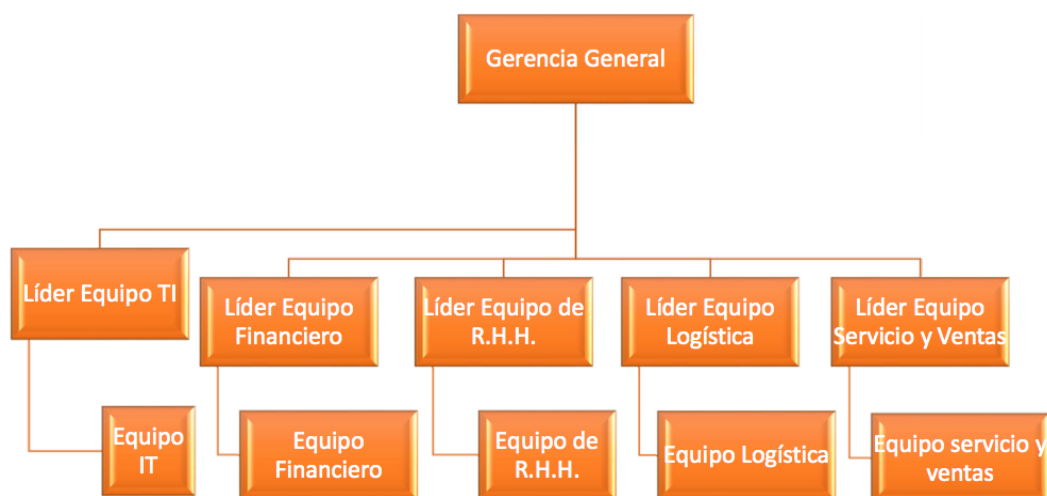 Gerencia General
Líder Equipo TI
Líder Equipo
Financiero
Líder Equipo de
R.H.H.
Líder Equipo
Logística
Líder Equipo
Servicio y Ventas
Equipo
IT
Equipo
Financiero
Equipo de
R.H.H.
Equipo Logística
Equipo servicio y
ventas